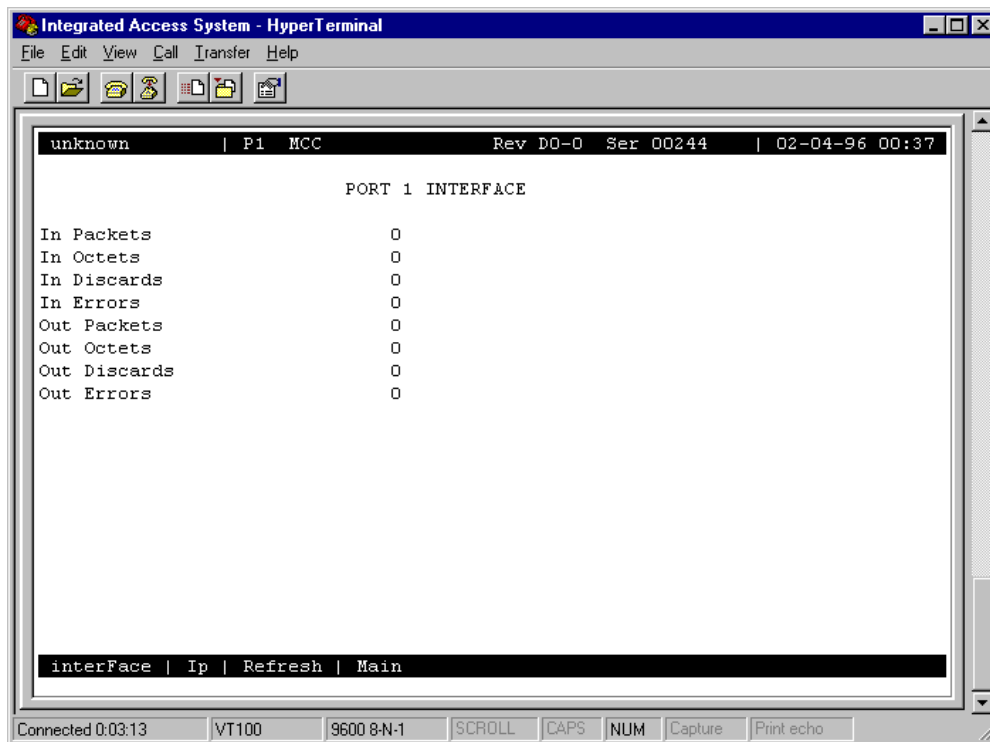 Integrated Access System - HyperTerminal
File Edit View Call Transfer Help
unknown | P1 MCC Rev D0-0 Ser 00244 | 02-04-96 00:37
PORT 1 INTERFACE
In Packets 0
In Octets 0
In Discards 0
In Errors 0
Out Packets 0
Out Octets 0
Out Discards 0
Out Errors 0
interFace | Ip | Refresh | Main
Connected 0:03:13 VT100 9600 8-N-1 SCROLL CAPS NUM Capture Print echo